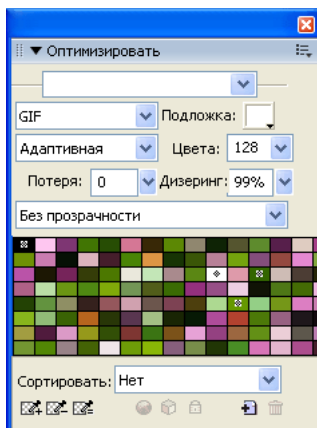 Оптимизировать
GIF Подложка:
Адаптивная Цвета: 128
Потеря: 0 Дизеринг: 99%
Без прозрачности
Сортировать: Нет